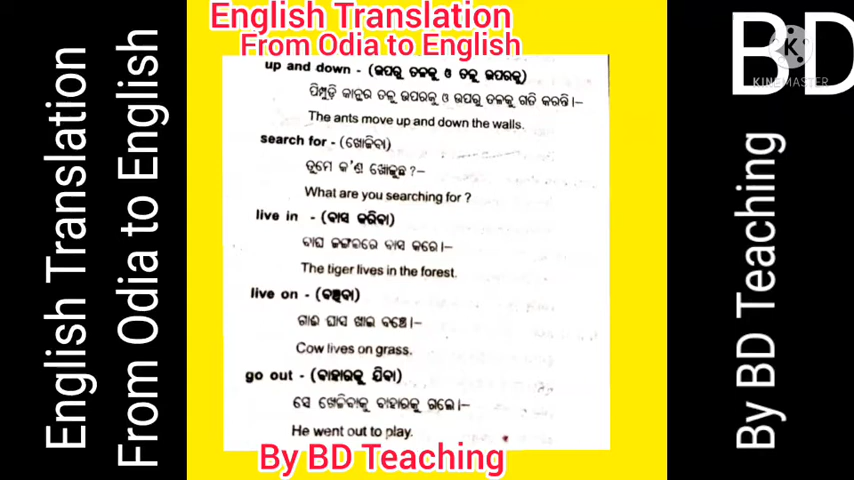 English Translation
From Odia to English
up and down - (ଉପରୁ ତଳକୁ ଓ ତଳୁ ଉପରକୁ)
ପିମ୍ପୁଡ଼ି କାନ୍ଥର ତଳୁ ଉପରକୁ ଓ ଉପରୁ ତଳକୁ ଗତି କରନ୍ତି ।–
The ants move up and down the walls.
search for - (ଖୋଜିବା)
ତୁମେ କ'ଣ ଖୋଜୁଛ ?–
What are you searching for ?
live in - (ବାସ କରିବା)
ବାଘ ଜଙ୍ଗଲରେ ବାସ କରେ ।–
The tiger lives in the forest.
live on - (ବଞ୍ଚିବା)
ଗାଈ ଘାସ ଖାଇ ବଞ୍ଚେ ।–
Cow lives on grass.
go out - (ବାହାରକୁ ଯିବା)
ସେ ଖେଳିବାକୁ ବାହାରକୁ ଗଲେ ।–
He went out to play.
By BD Teaching
English Translation
From Odia to English
BD
K
KINEMASTER
By BD Teaching